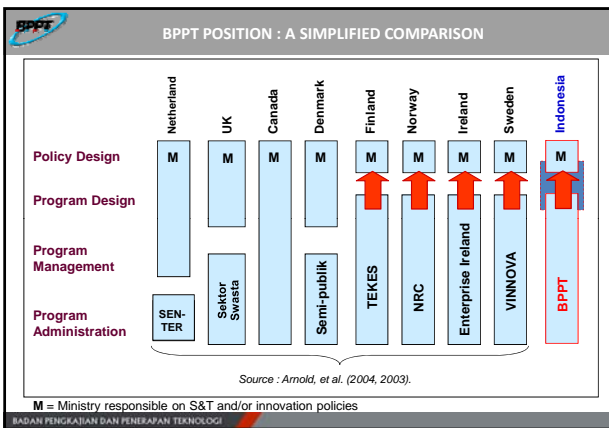 BPPT
BPPT POSITION : A SIMPLIFIED COMPARISON
Netherland
UK
Canada
Denmark
Finland
Norway
Ireland
Sweden
Indonesia
Policy Design
M
M
M
M
M
M
M
M
M
Program Design
Program
Management
Program
Administration
SEN-
TER
Sektor
Swasta
Semi-publik
TEKES
NRC
Enterprise Ireland
VINNOVA
BPPT
Source : Arnold, et al. (2004, 2003).
M = Ministry responsible on S&T and/or innovation policies
BADAN PENGKAJIAN DAN PENERAPAN TEKNOLOGI